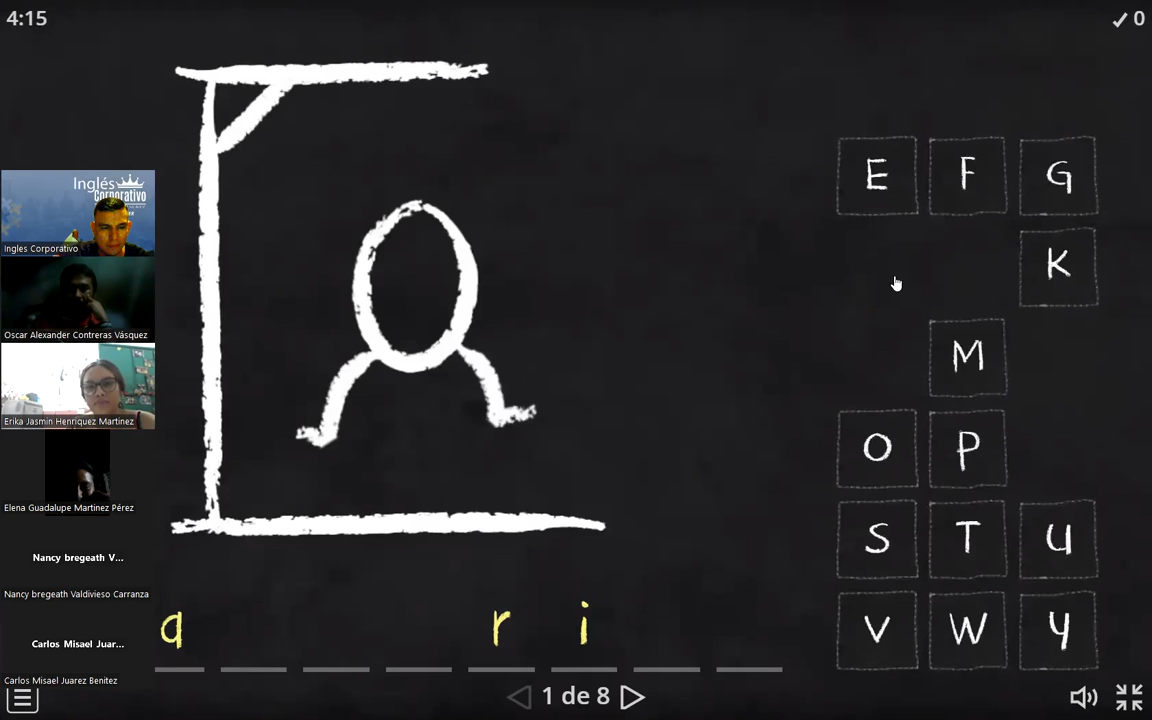 4:15
✓ 0
E F G
K
M
O P
S T U
V W Y
Inglés
Corporativo
Ingles Corporativo
Oscar Alexander Contreras Vásquez
Erika Jasmin Henriquez Martinez
Elena Guadalupe Martinez Pérez
Nancy bregeath V...
Nancy bregeath Valdivieso Carranza
Carlos Misael Juar...
Carlos Misael Juarez Benitez
a r i
1 de 8